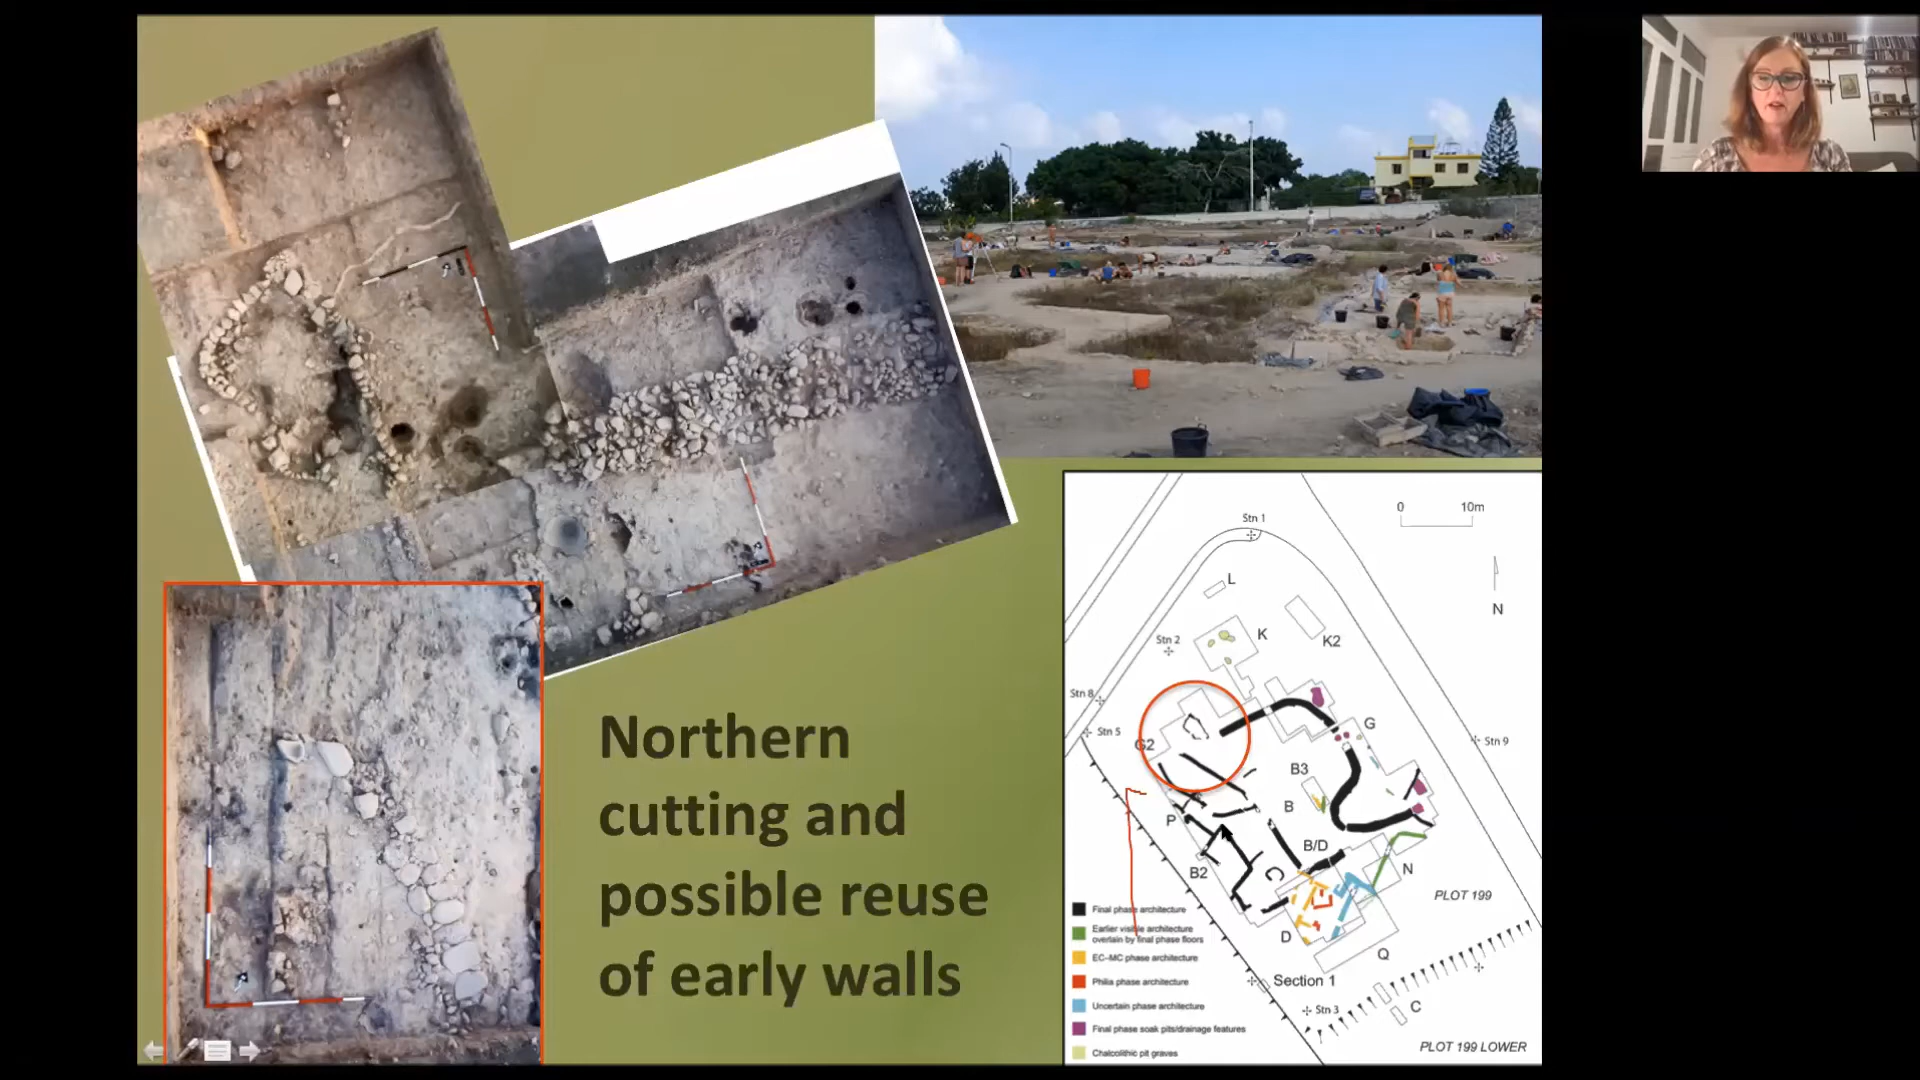 Northern
cutting and
possible reuse
of early walls
0 10m
N
Stn 1
L
K
K2
Stn 2
Stn 8
Stn 5
G2
G
Stn 9
B3
B
P
B/D
B2
C
N
PLOT 199
D
Q
Section 1
Stn 3
C
PLOT 199 LOWER
Final phase architecture
Earlier visible architecture
overlain by final phase floors
EC–MC phase architecture
Philia phase architecture
Uncertain phase architecture
Final phase soak pits/drainage features
Chalcolithic pit graves